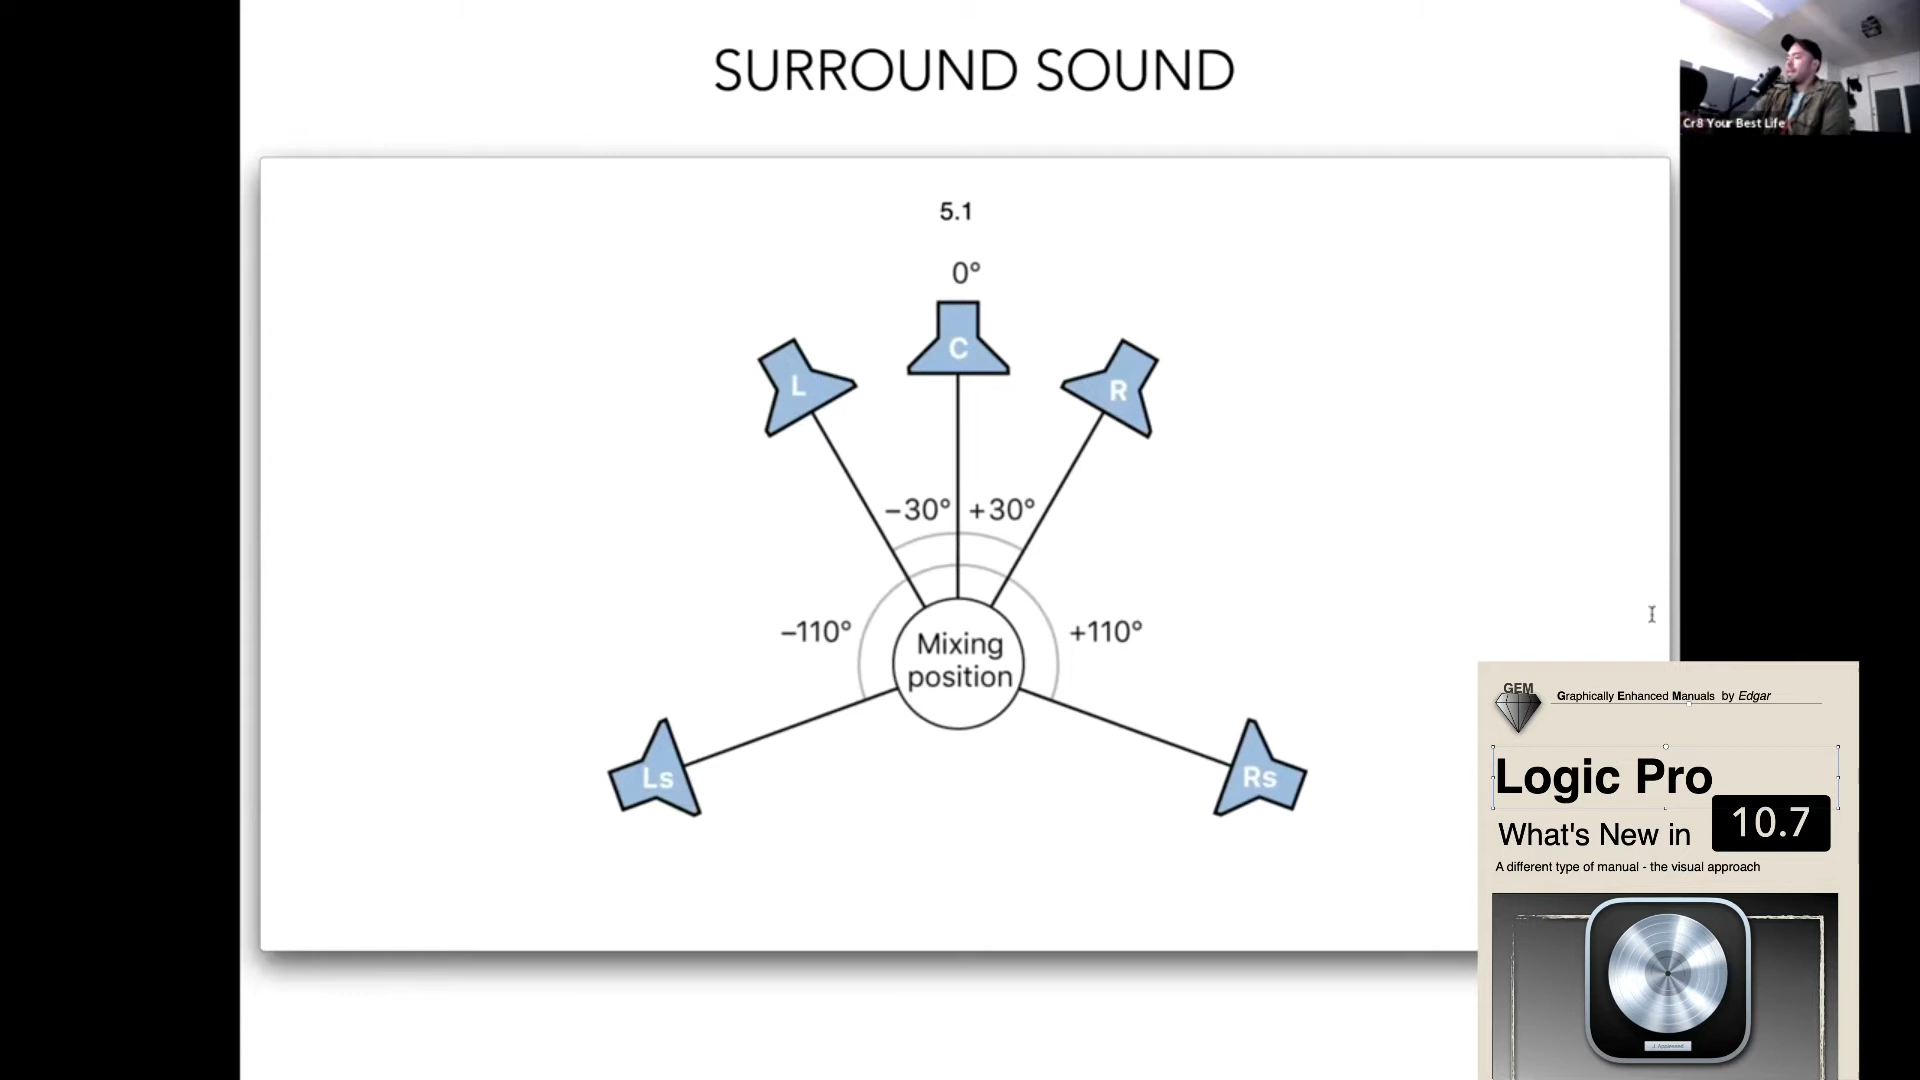 SURROUND SOUND
Cr8 Your Best Life
5.1
0°
L
C
R
–30°
+30°
–110°
+110°
Mixing
position
Ls
Rs
GEM
Graphically Enhanced Manuals by Edgar
Logic Pro
What's New in 10.7
A different type of manual - the visual approach